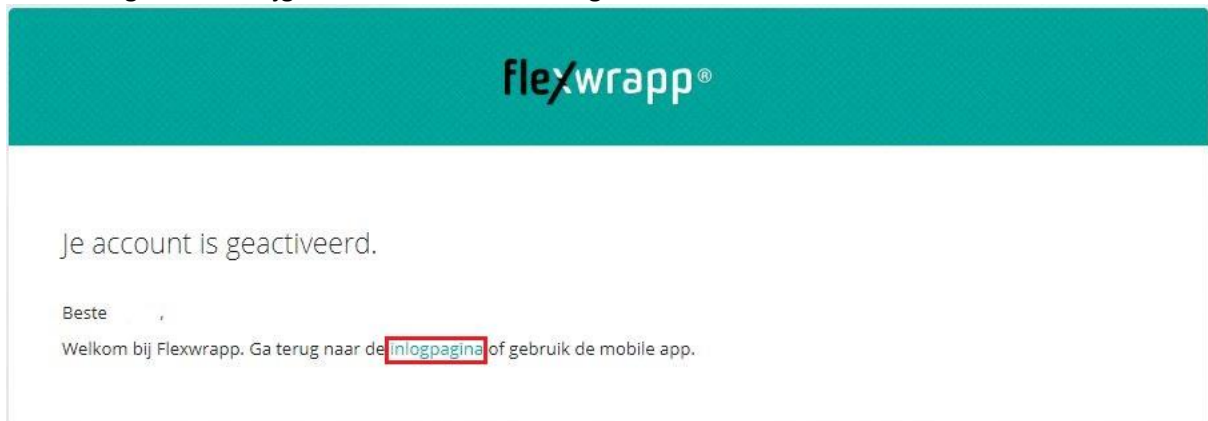 flexwrapp®
Je account is geactiveerd.
Beste ,
Welkom bij Flexwrapp. Ga terug naar de inlogpagina of gebruik de mobile app.